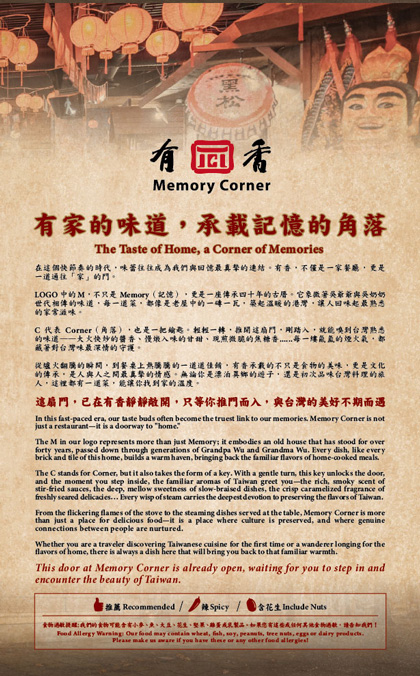 黑松
有香
Memory Corner
有家的味道，承載記憶的角落
The Taste of Home, a Corner of Memories
在這個快節奏的時代，味蕾往往成為我們與回憶最真摯的連結。有香，不僅是一家餐廳，更是
一道通往「家」的門。
LOGO 中的 M，不只是 Memory（記憶），更是一座傳承四十年的古厝。它象徵著吳爺爺與吳奶奶
世代相傳的味道，每一道菜，都像是老屋中的一磚一瓦，築起溫暖的港灣，讓人回味起最熟悉
的家常滋味。
C 代表 Corner（角落），也是一把鑰匙。輕輕一轉，推開這扇門，剛踏入，就能嗅到台灣熟悉
的味道——大火快炒的醬香、慢燉入味的甘甜、現煎微脆的焦糖香......每一縷氤氳的煙火氣，都
藏著對台灣味最深情的守護。
從爐火翻騰的瞬間，到餐桌上熱騰騰的一道道佳餚，有香承載的不只是食物的美味，更是文化
的傳承，是人與人之間最真摯的情感。無論你是漂泊異鄉的遊子，還是初次品味台灣料理的旅
人，這裡都有一道菜，能讓你找到家的溫度。
這扇門，已在有香靜靜敞開，只等你推門而入，與台灣的美好不期而遇
In this fast-paced era, our taste buds often become the truest link to our memories. Memory Corner is not
just a restaurant—it is a doorway to "home."
The M in our logo represents more than just Memory; it embodies an old house that has stood for over
forty years, passed down through generations of Grandpa Wu and Grandma Wu. Every dish, like every
brick and tile of this home, builds a warm haven, bringing back the familiar flavors of home-cooked meals.
The C stands for Corner, but it also takes the form of a key. With a gentle turn, this key unlocks the door,
and the moment you step inside, the familiar aromas of Taiwan greet you—the rich, smoky scent of
stir-fried sauces, the deep, mellow sweetness of slow-braised dishes, the crisp caramelized fragrance of
freshly seared delicacies… Every wisp of steam carries the deepest devotion to preserving the flavors of Taiwan.
From the flickering flames of the stove to the steaming dishes served at the table, Memory Corner is more
than just a place for delicious food—it is a place where culture is preserved, and where genuine
connections between people are nurtured.
Whether you are a traveler discovering Taiwanese cuisine for the first time or a wanderer longing for the
flavors of home, there is always a dish here that will bring you back to that familiar warmth.
This door at Memory Corner is already open, waiting for you to step in and
encounter the beauty of Taiwan.
推薦 Recommended / 辣 Spicy / 含花生 Include Nuts
食物過敏提醒:我們的食物可能含有小麥、魚、大豆、花生、堅果、雞蛋或乳製品。如果您有這些或任何其他食物過敏，請告知我們！
Food Allergy Warning: Our food may contain wheat, fish, soy, peanuts, tree nuts, eggs or dairy products.
Please make us aware if you have these or any other food allergies!